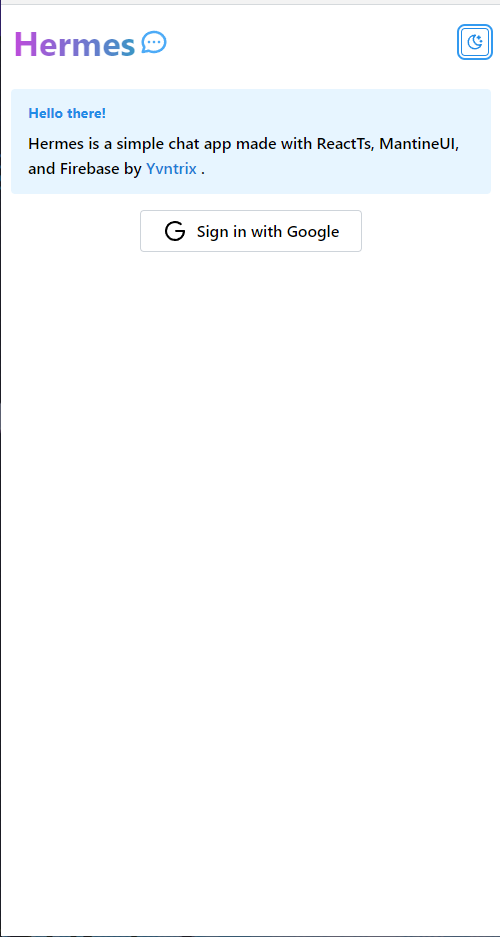 Hermes
Hello there!
Hermes is a simple chat app made with ReactTs, MantineUI,
and Firebase by Yvntrix .
Sign in with Google